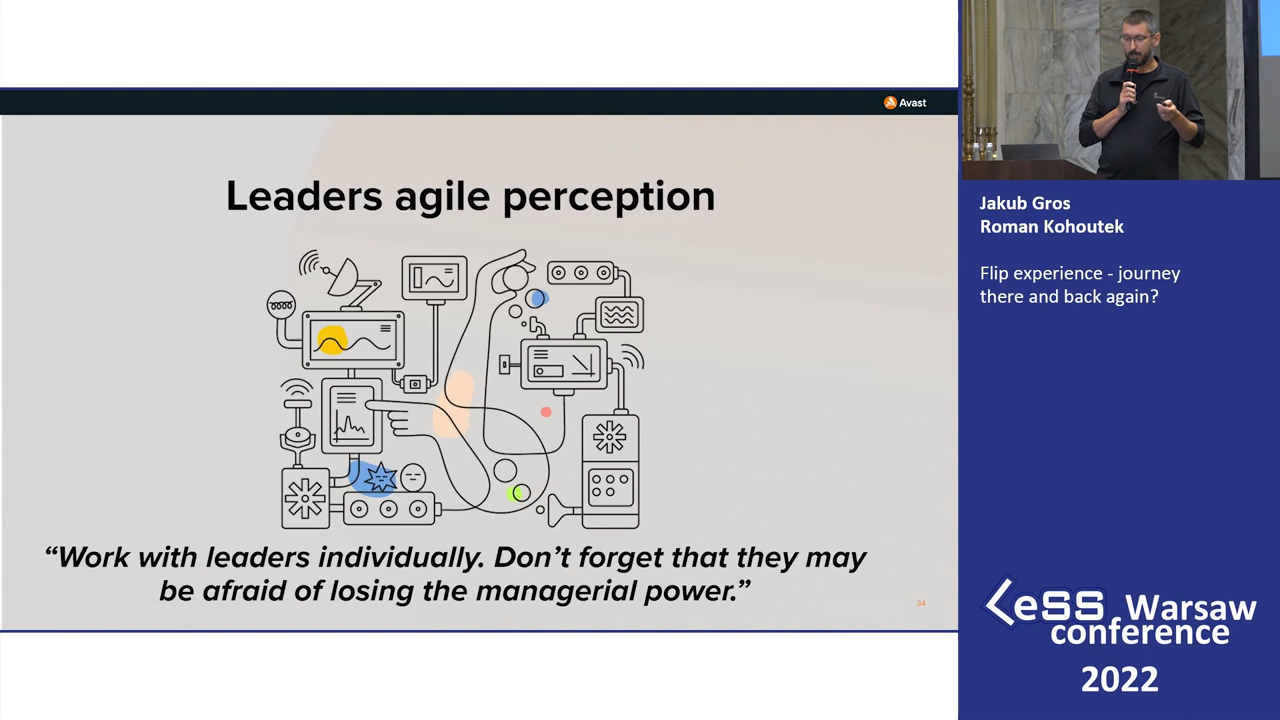 Avast
Leaders agile perception
“Work with leaders individually. Don’t forget that they may
be afraid of losing the managerial power.”
34
Jakub Gros
Roman Kohoutek
Flip experience - journey
there and back again?
LeSS Warsaw
conference
2022